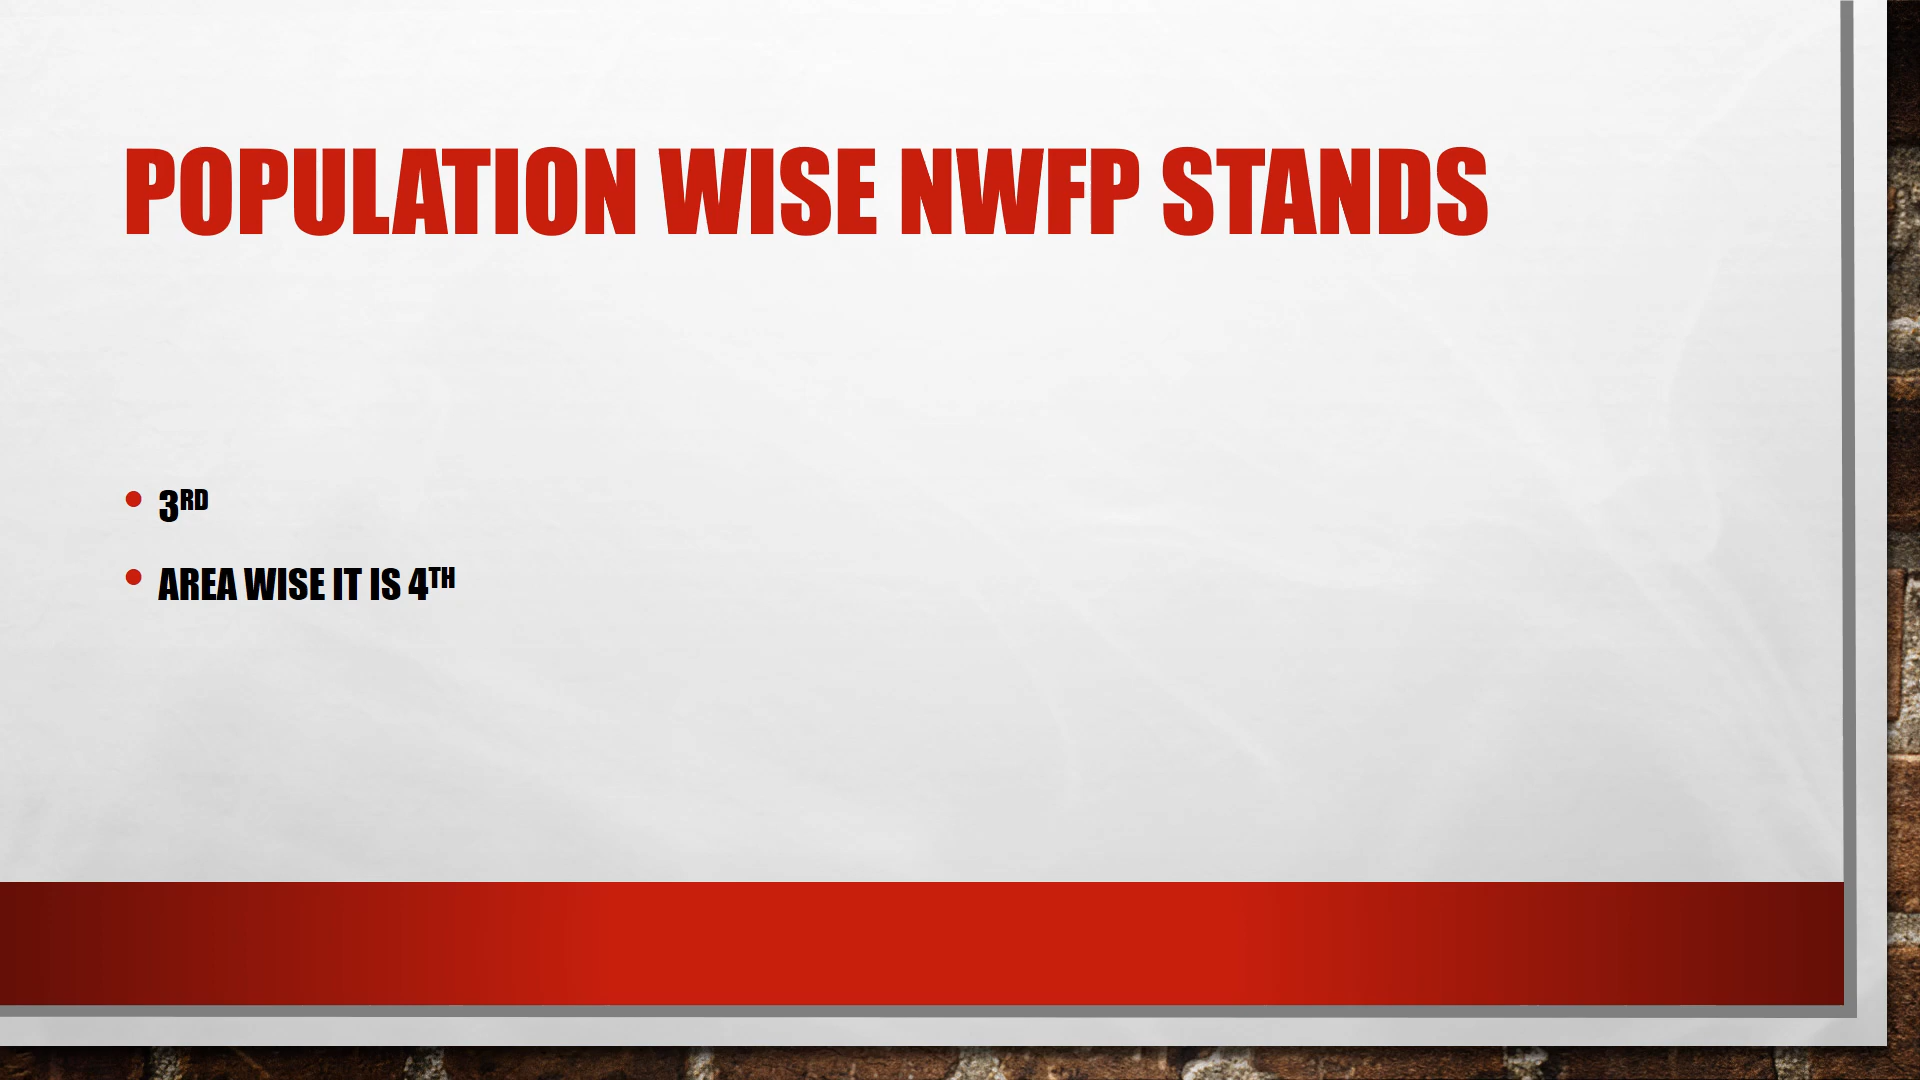 POPULATION WISE NWFP STANDS
• 3RD
• AREA WISE IT IS 4TH